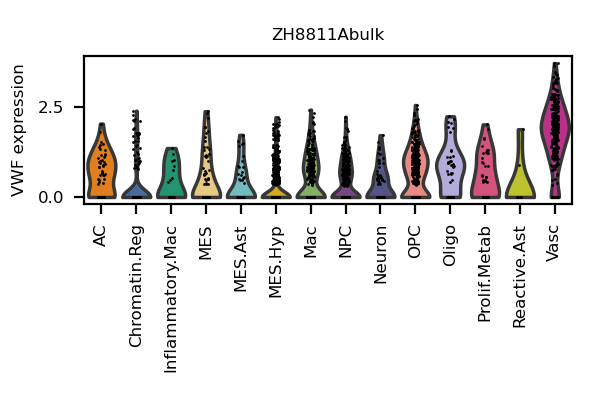 ZH8811Abulk
VWF expression
2.5
0.0
AC
Chromatin.Reg
Inflammatory.Mac
MES
MES.Ast
MES.Hyp
Mac
NPC
Neuron
OPC
Oligo
Prolif.Metab
Reactive.Ast
Vasc